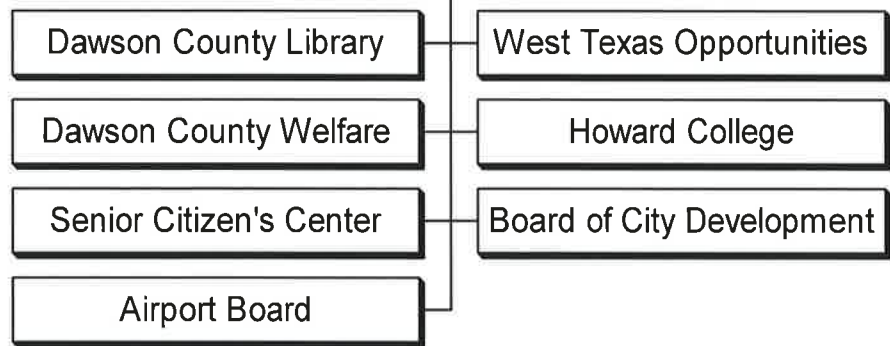 Dawson County Library
West Texas Opportunities
Dawson County Welfare
Howard College
Senior Citizen's Center
Board of City Development
Airport Board